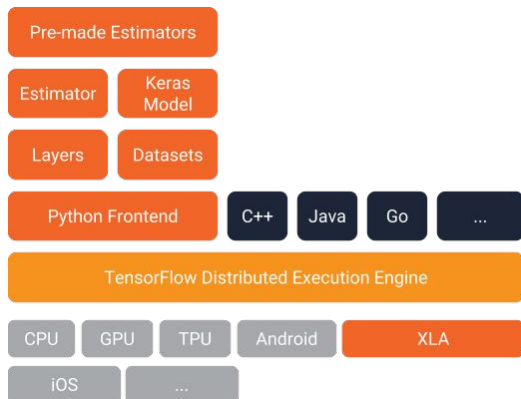 Pre-made Estimators
Estimator
Keras
Model
Layers
Datasets
Python Frontend
C++
Java
Go
...
TensorFlow Distributed Execution Engine
CPU
GPU
TPU
Android
XLA
iOS
...